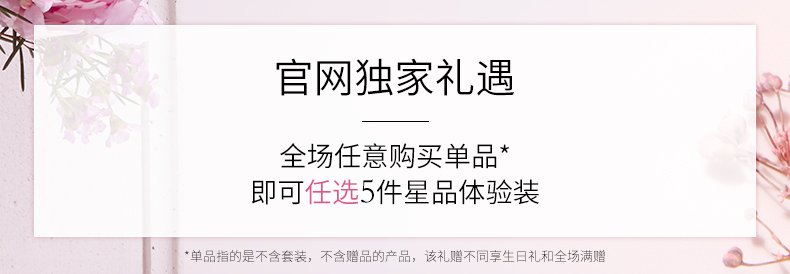 官网独家礼遇
全场任意购买单品*
即可任选5件星品体验装
*单品指的是不含套装，不含赠品的产品，该礼赠不同享生日礼和全场满赠